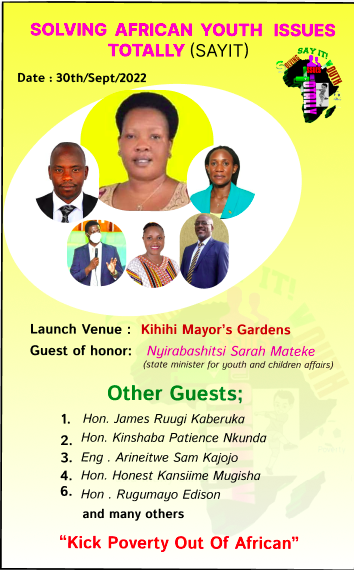 SOLVING AFRICAN YOUTH ISSUES
TOTALLY (SAYIT)
Date : 30th/Sept/2022
SAY IT! YOUTH
Launch Venue : Kihihi Mayor's Gardens
Guest of honor: Nyirabashitsi Sarah Mateke
(state minister for youth and children affairs)
Other Guests;
1. Hon. James Ruugi Kaberuka
2. Hon. Kinshaba Patience Nkunda
3. Eng . Arineitwe Sam Kajojo
4. Hon. Honest Kansiime Mugisha
6. Hon . Rugumayo Edison
and many others
“Kick Poverty Out Of African”